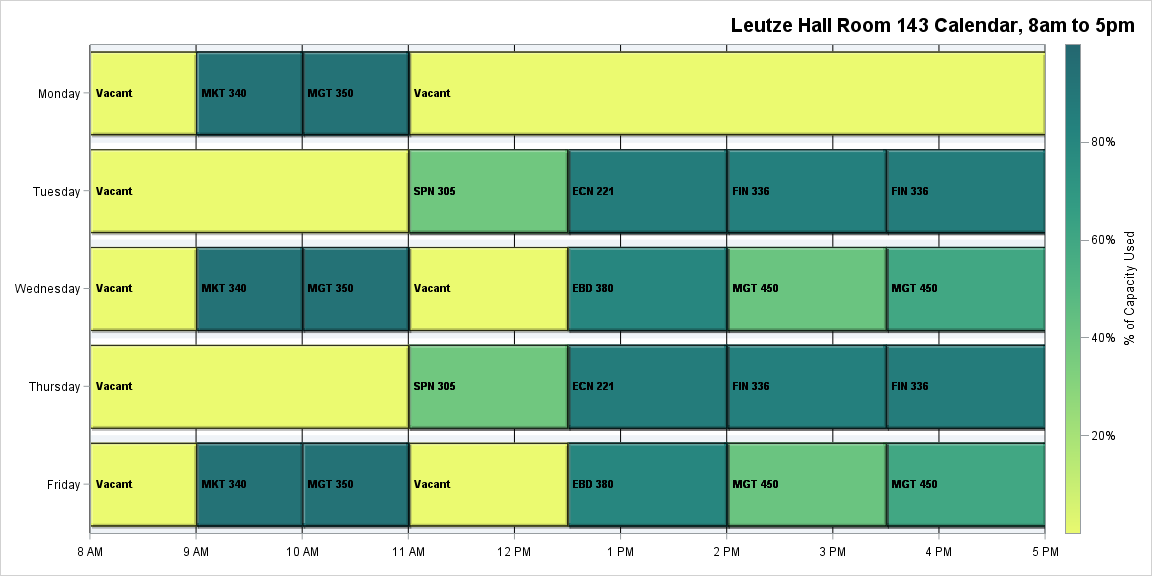 Leutze Hall Room 143 Calendar, 8am to 5pm
Monday
Vacant
MKT 340
MGT 350
Vacant
Tuesday
Vacant
SPN 305
ECN 221
FIN 336
FIN 336
Wednesday
Vacant
MKT 340
MGT 350
Vacant
EBD 380
MGT 450
MGT 450
Thursday
Vacant
SPN 305
ECN 221
FIN 336
FIN 336
Friday
Vacant
MKT 340
MGT 350
Vacant
EBD 380
MGT 450
MGT 450
8 AM
9 AM
10 AM
11 AM
12 PM
1 PM
2 PM
3 PM
4 PM
5 PM
80%
60%
40%
20%
% of Capacity Used